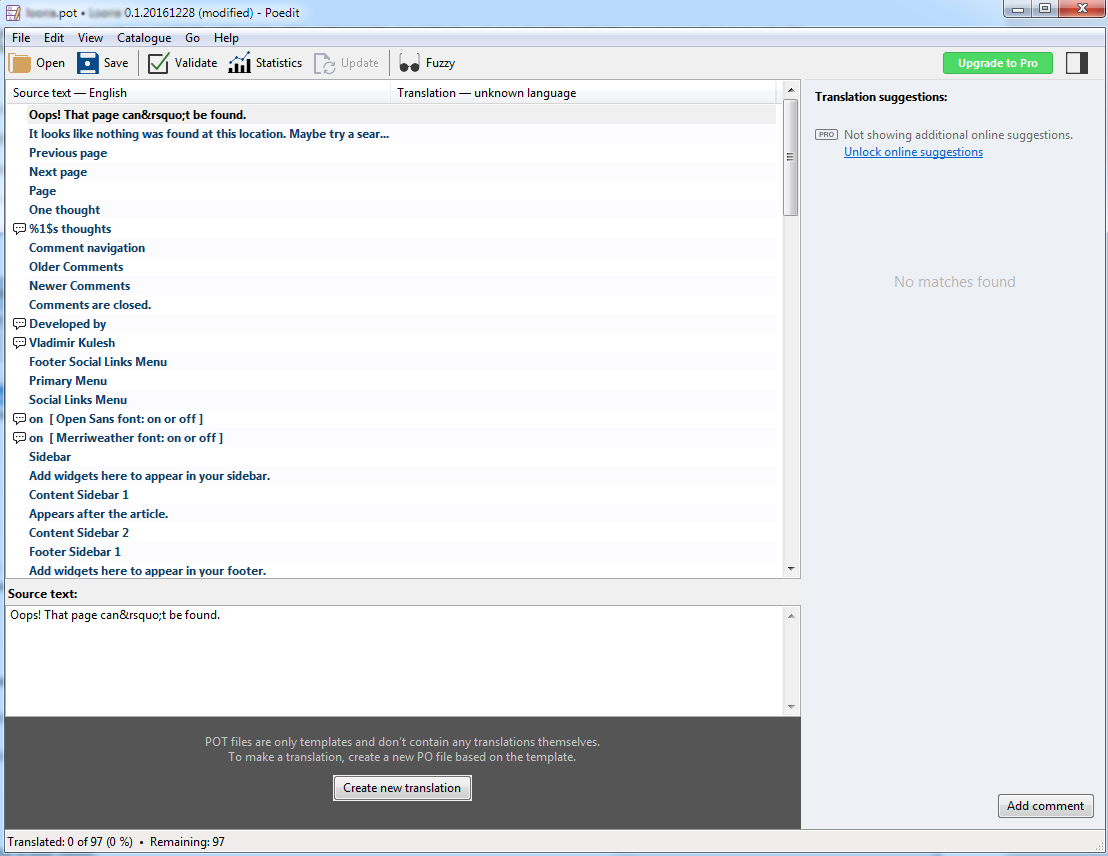 .pot • 0.1.20161228 (modified) - Poedit
File Edit View Catalogue Go Help
Open Save Validate Statistics Update Fuzzy Upgrade to Pro
Source text — English Translation — unknown language
Oops! That page can&rsquo;t be found.
It looks like nothing was found at this location. Maybe try a sear...
Previous page
Next page
Page
One thought
%1$s thoughts
Comment navigation
Older Comments
Newer Comments
Comments are closed.
Developed by
Vladimir Kulesh
Footer Social Links Menu
Primary Menu
Social Links Menu
on [ Open Sans font: on or off ]
on [ Merriweather font: on or off ]
Sidebar
Add widgets here to appear in your sidebar.
Content Sidebar 1
Appears after the article.
Content Sidebar 2
Footer Sidebar 1
Add widgets here to appear in your footer.
Source text:
Oops! That page can&rsquo;t be found.
POT files are only templates and don’t contain any translations themselves.
To make a translation, create a new PO file based on the template.
Create new translation
Translation suggestions:
PRO Not showing additional online suggestions.
Unlock online suggestions
No matches found
Add comment
Translated: 0 of 97 (0 %) • Remaining: 97